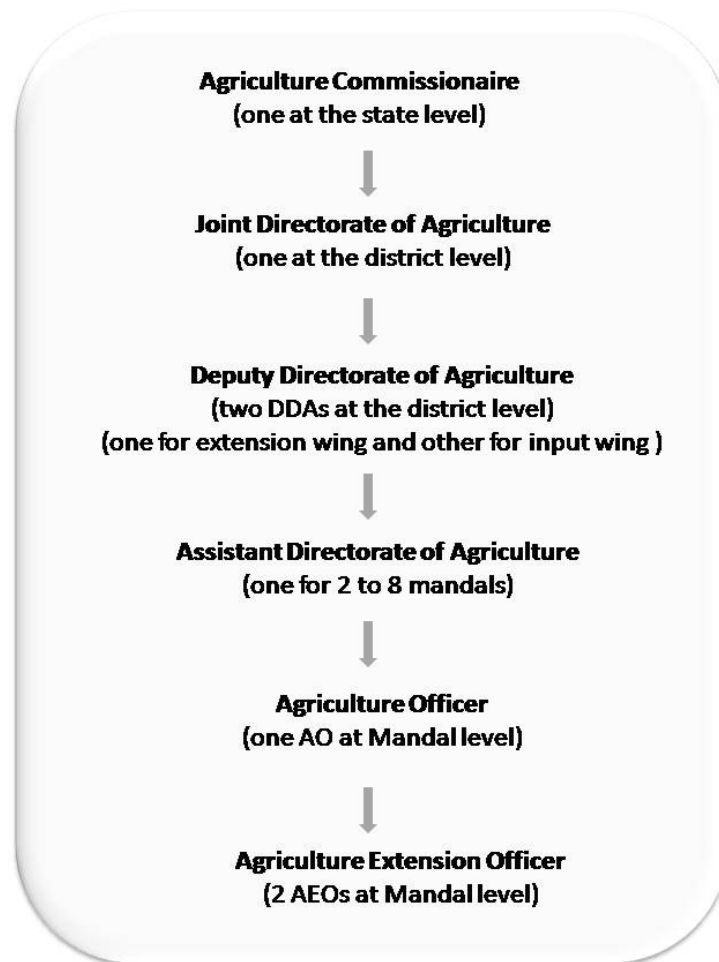 Agriculture Commissionaire
(one at the state level)
Joint Directorate of Agriculture
(one at the district level)
Deputy Directorate of Agriculture
(two DDAs at the district level)
(one for extension wing and other for input wing )
Assistant Directorate of Agriculture
(one for 2 to 8 mandals)
Agriculture Officer
(one AO at Mandal level)
Agriculture Extension Officer
(2 AEOs at Mandal level)